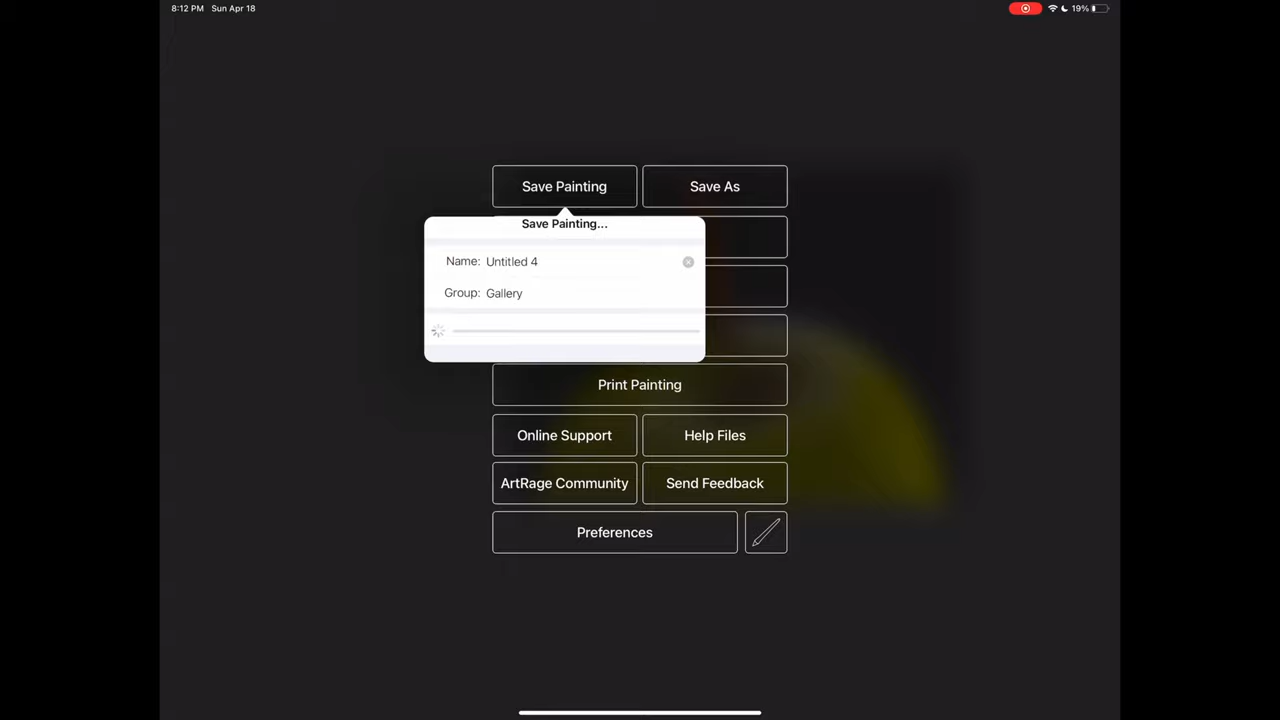 8:12 PM Sun Apr 18
19%
Save Painting
Save As
Save Painting...
Name: Untitled 4
Group: Gallery
Print Painting
Online Support
Help Files
ArtRage Community
Send Feedback
Preferences